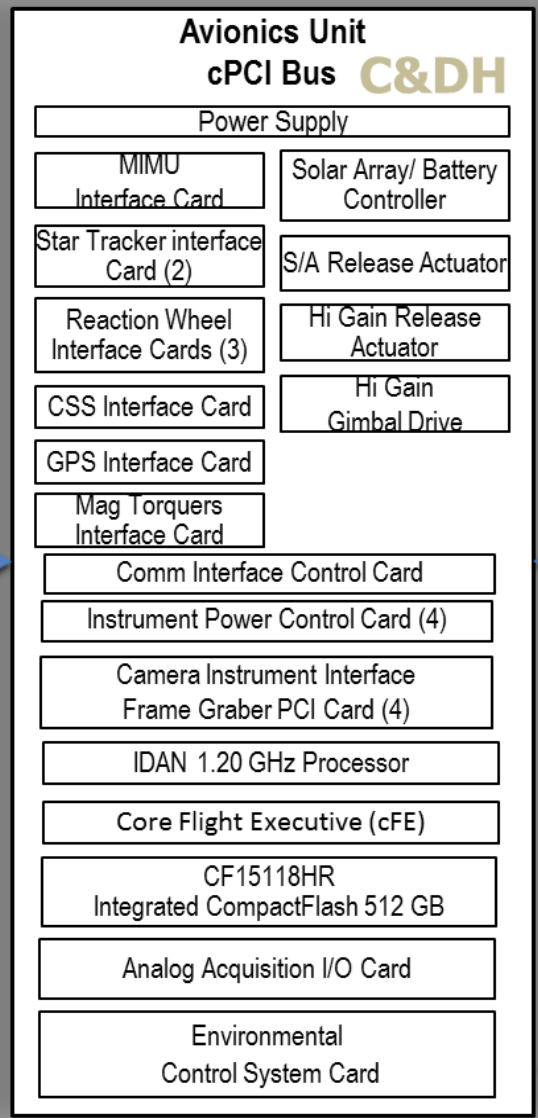 Avionics Unit
cPCI Bus C&DH
Power Supply
MIMU
Interface Card
Solar Array/ Battery
Controller
Star Tracker interface
Card (2)
S/A Release Actuator
Reaction Wheel
Interface Cards (3)
Hi Gain Release
Actuator
CSS Interface Card
Hi Gain
Gimbal Drive
GPS Interface Card
Mag Torquers
Interface Card
Comm Interface Control Card
Instrument Power Control Card (4)
Camera Instrument Interface
Frame Graber PCI Card (4)
IDAN 1.20 GHz Processor
Core Flight Executive (cFE)
CF15118HR
Integrated CompactFlash 512 GB
Analog Acquisition I/O Card
Environmental
Control System Card